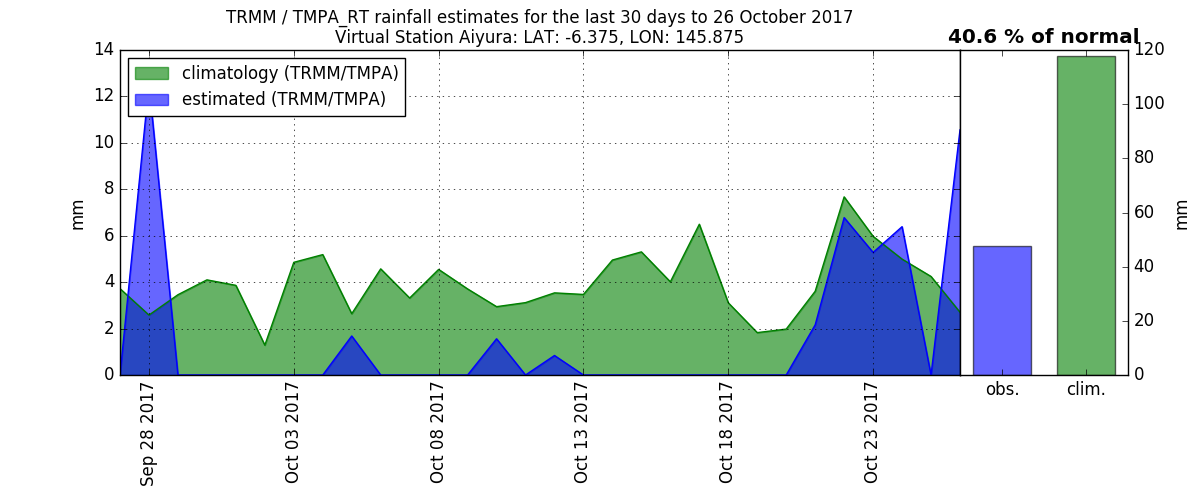 TRMM / TMPA_RT rainfall estimates for the last 30 days to 26 October 2017
Virtual Station Aiyura: LAT: -6.375, LON: 145.875
40.6 % of normal
climatology (TRMM/TMPA)
estimated (TRMM/TMPA)
14
12
10
8
6
4
2
0
mm
Sep 28 2017
Oct 03 2017
Oct 08 2017
Oct 13 2017
Oct 18 2017
Oct 23 2017
obs.
clim.
120
100
80
60
40
20
0
mm